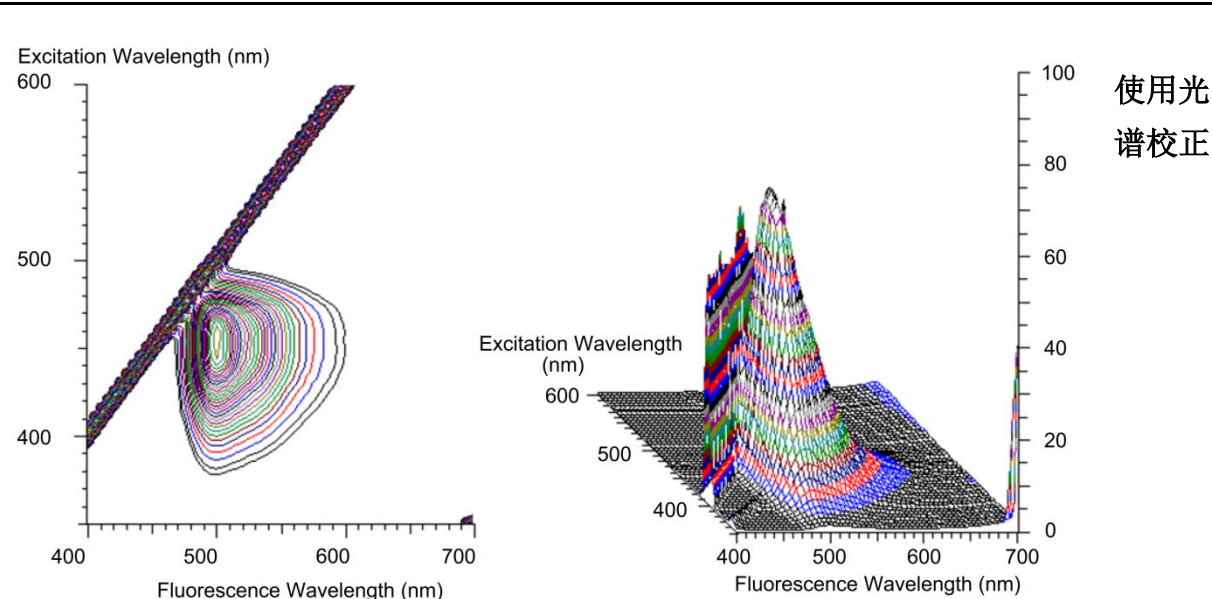 Excitation Wavelength (nm)
600
500
400
400
500
600
700
Fluorescence Wavelength (nm)
Excitation Wavelength
(nm)
600
500
400
400
500
600
700
Fluorescence Wavelength (nm)
100
80
60
40
20
0
使用光
谱校正